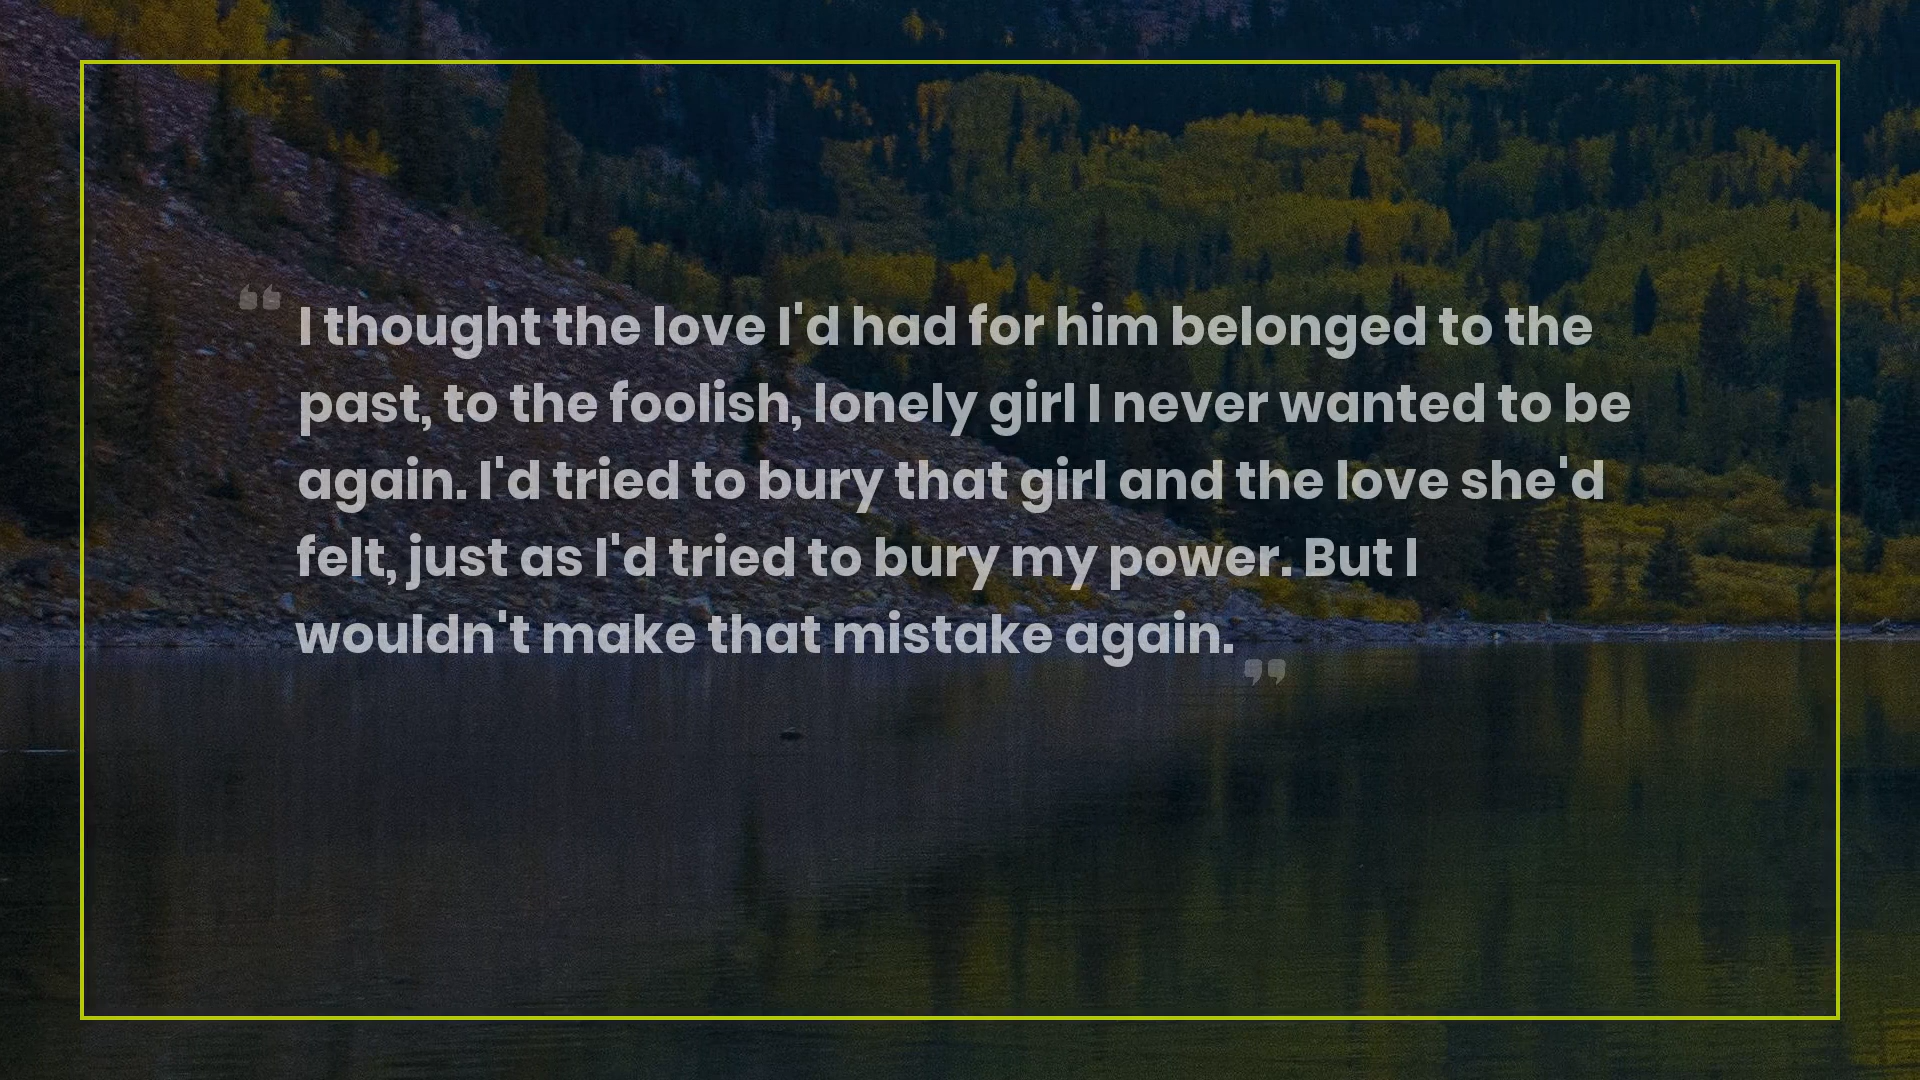 “I thought the love I'd had for him belonged to the
past, to the foolish, lonely girl I never wanted to be
again. I'd tried to bury that girl and the love she'd
felt, just as I'd tried to bury my power. But I
wouldn't make that mistake again.”